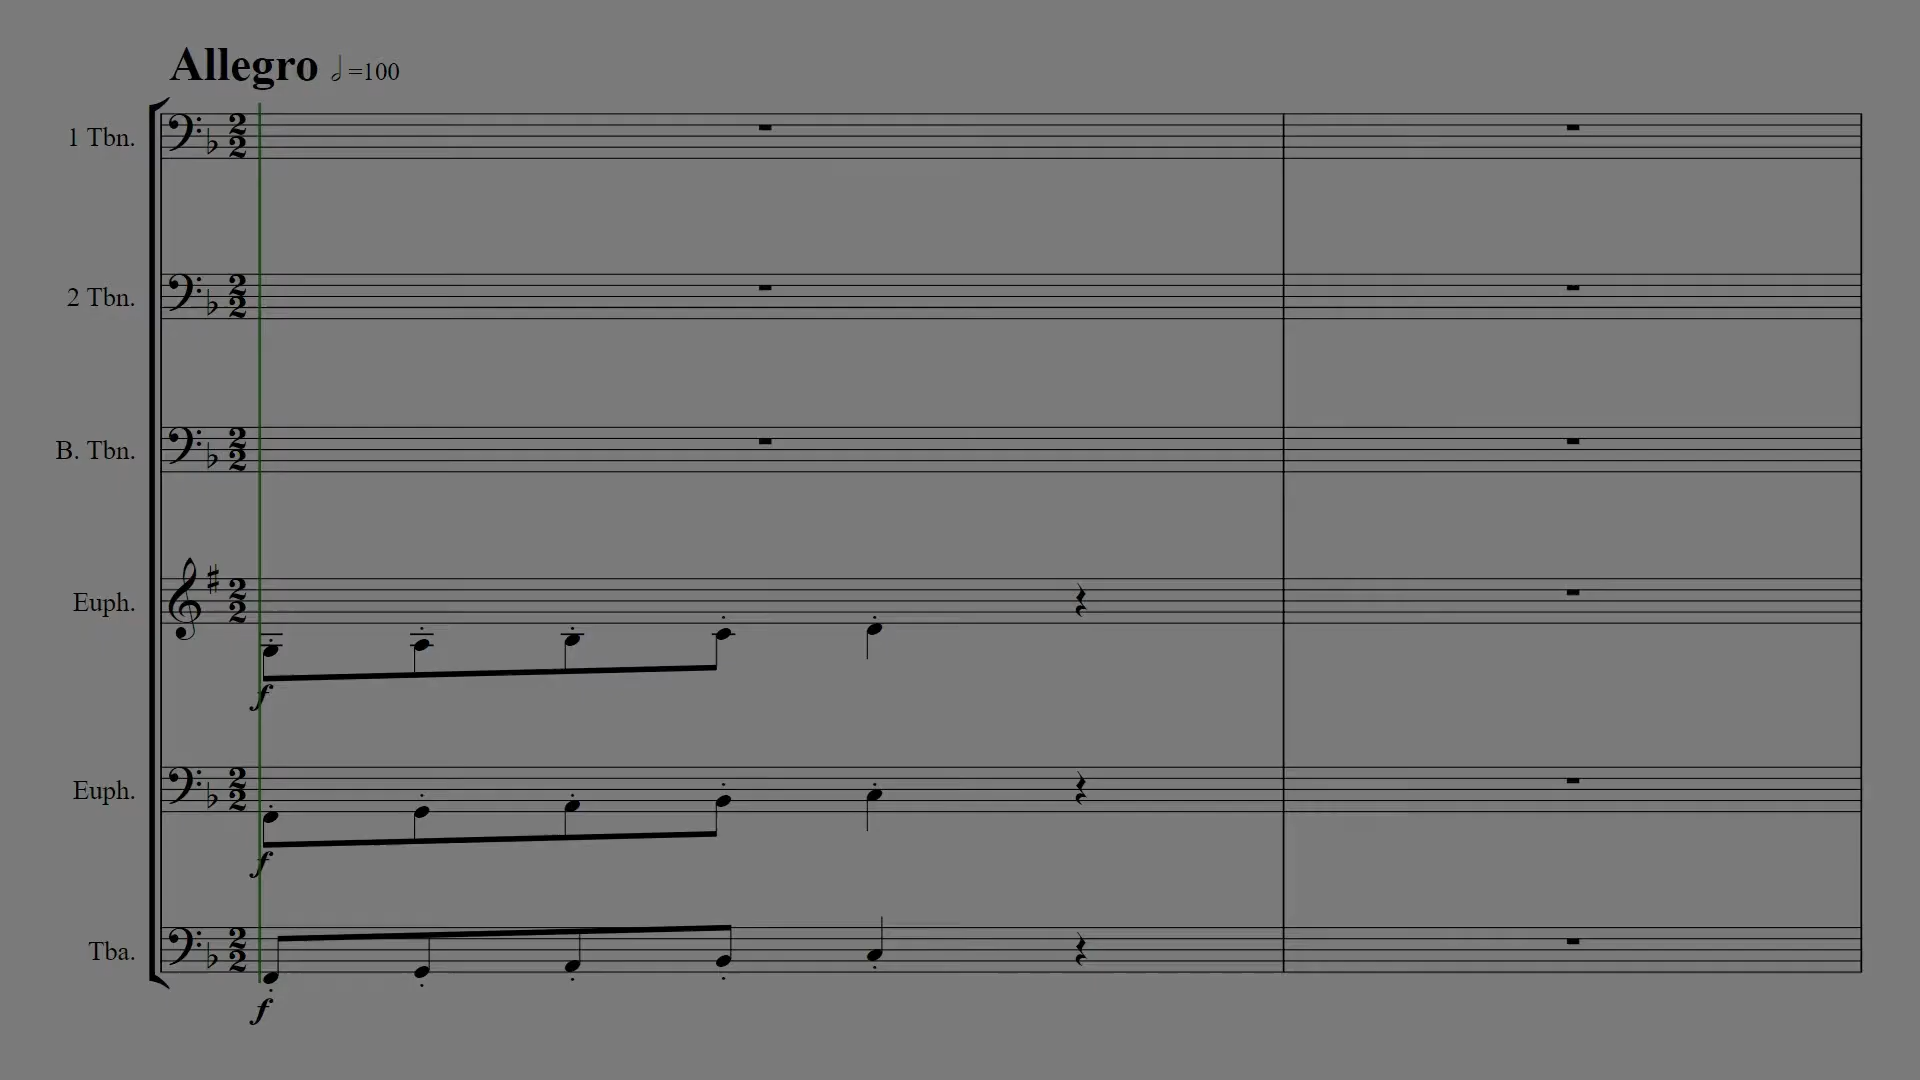 Allegro 𝅗𝅥=100
1 Tbn.
2 Tbn.
B. Tbn.
Euph.
f
Euph.
f
Tba.
f